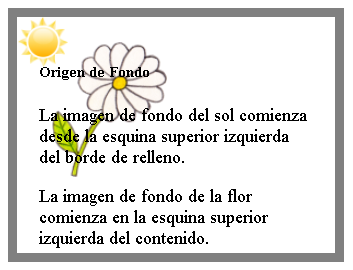 Origen de Fondo
La imagen de fondo del sol comienza
desde la esquina superior izquierda
del borde de relleno.
La imagen de fondo de la flor
comienza en la esquina superior
izquierda del contenido.